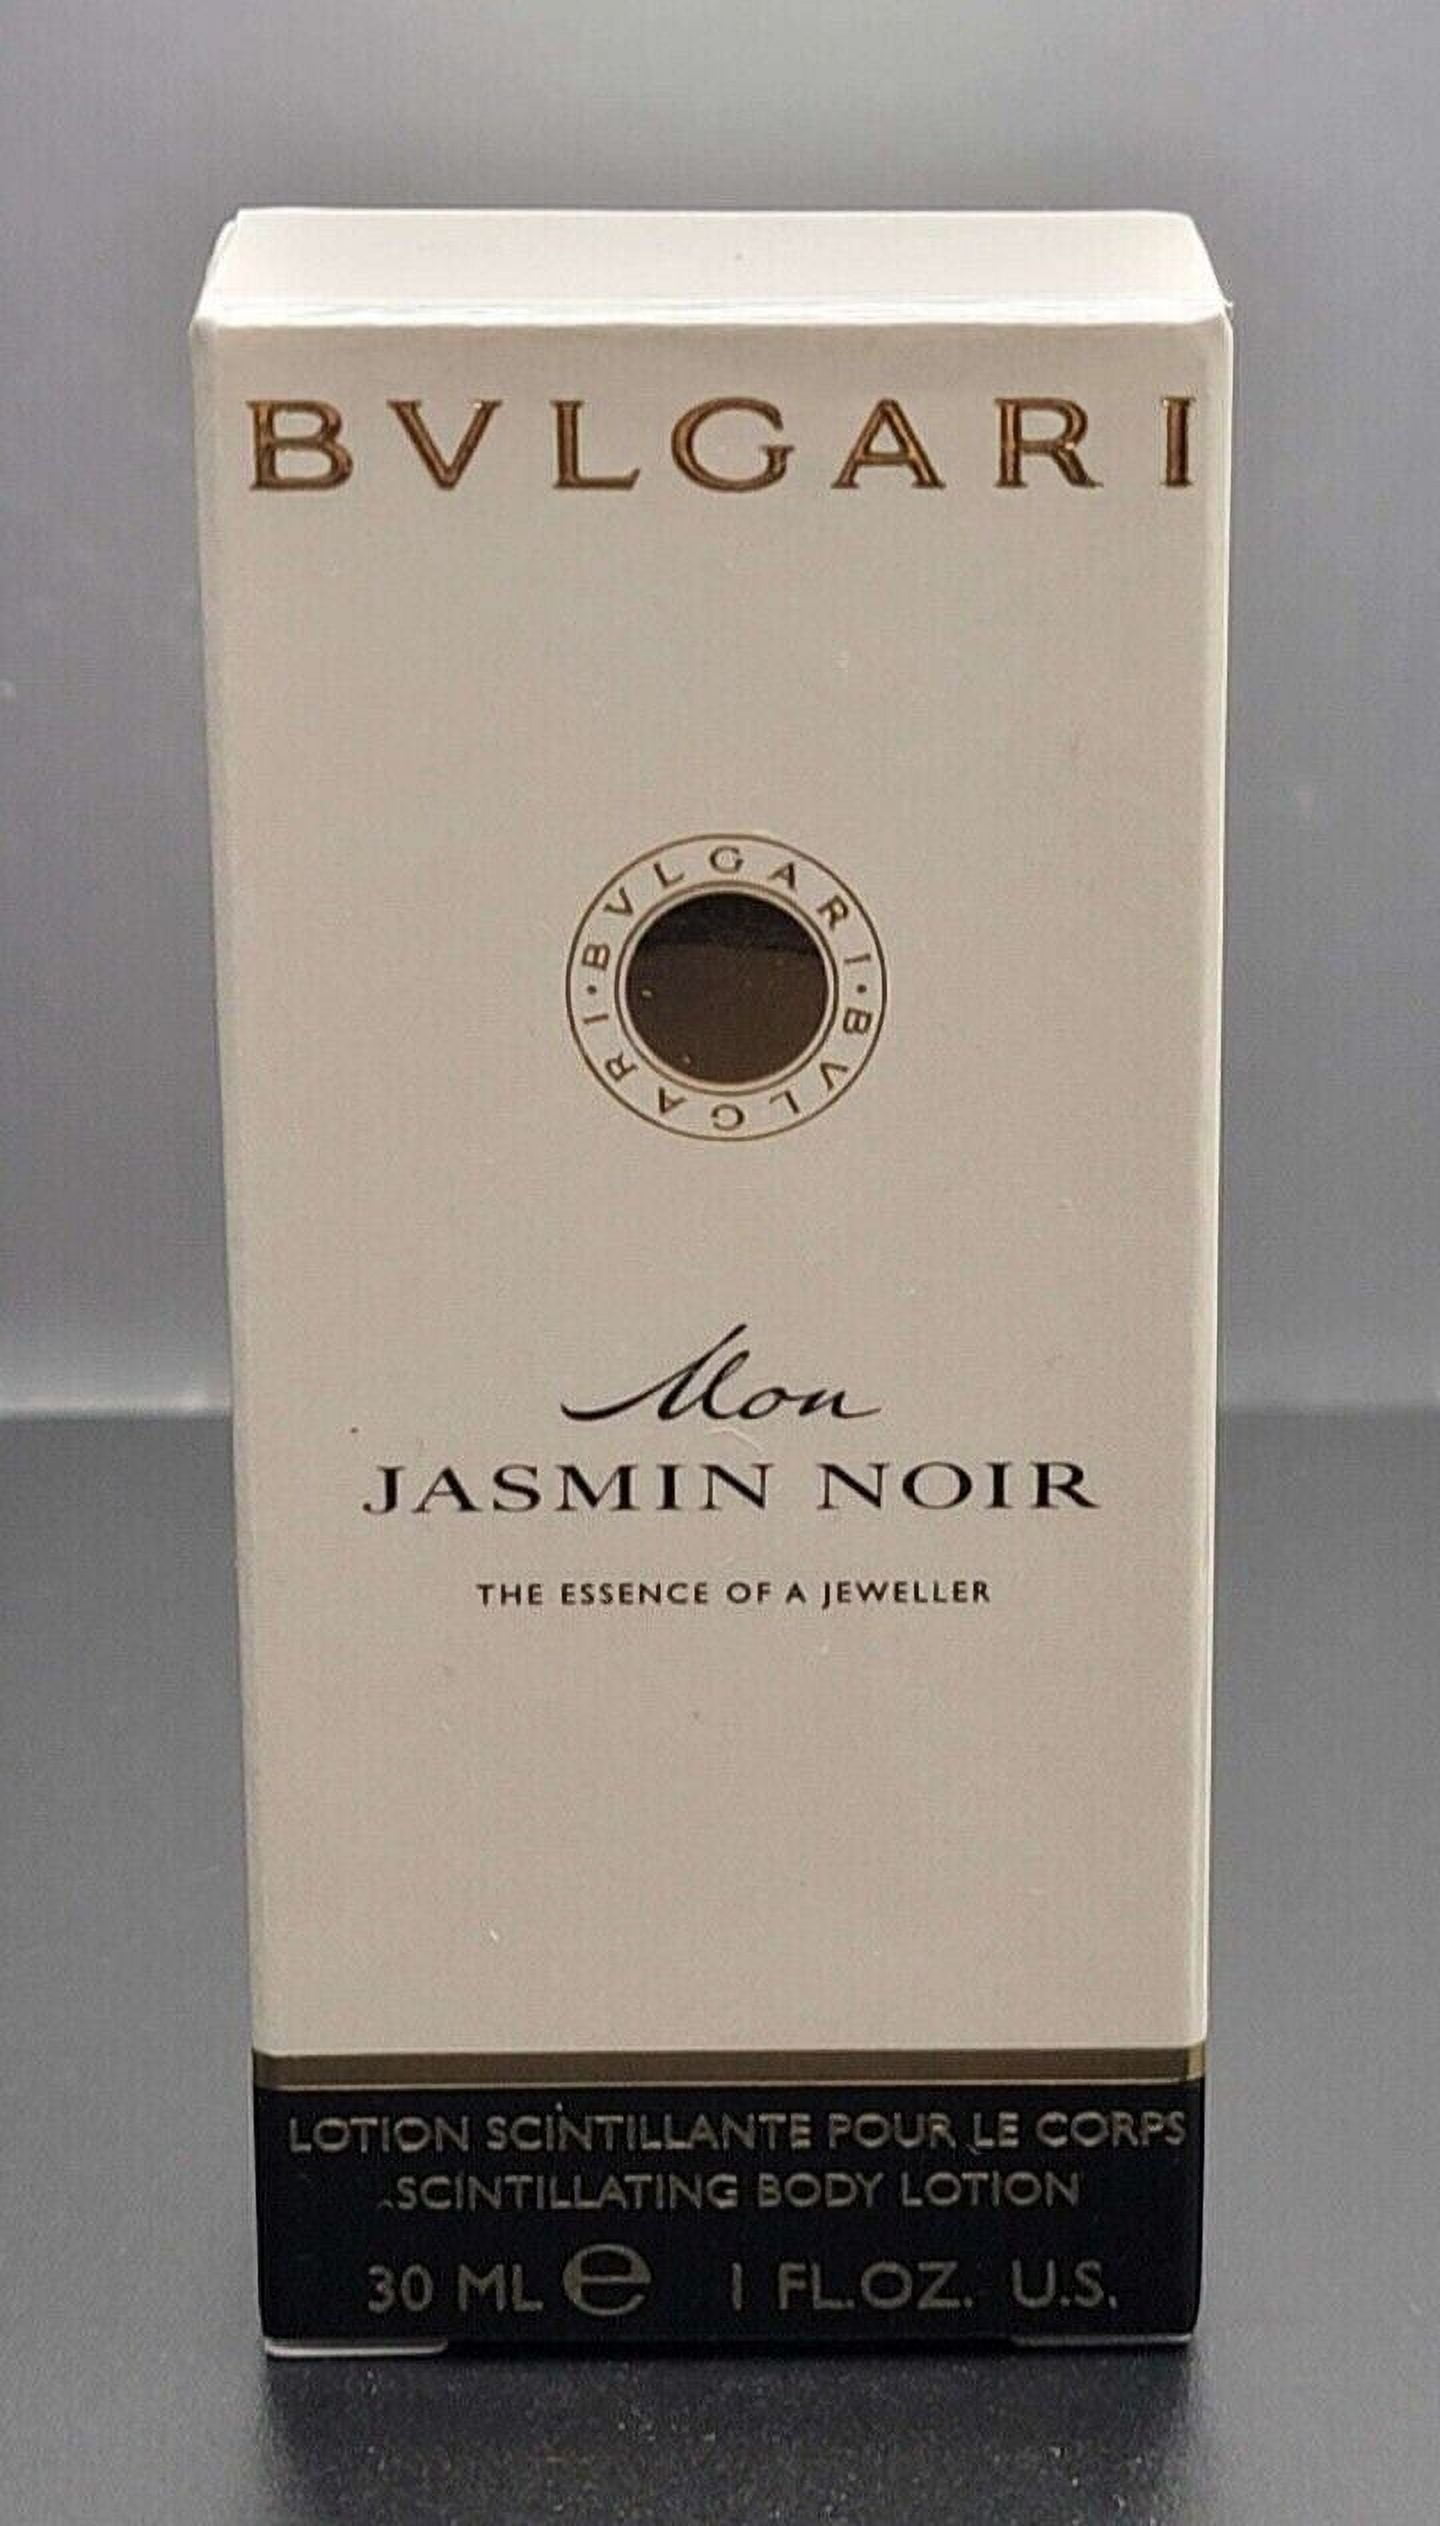 BVLGARI
BVLGARI · BVLGARI ·
Mon
JASMIN NOIR
THE ESSENCE OF A JEWELLER
LOTION SCINTILLANTE POUR LE CORPS
SCINTILLATING BODY LOTION
30 ML e 1 FL.OZ. U.S.